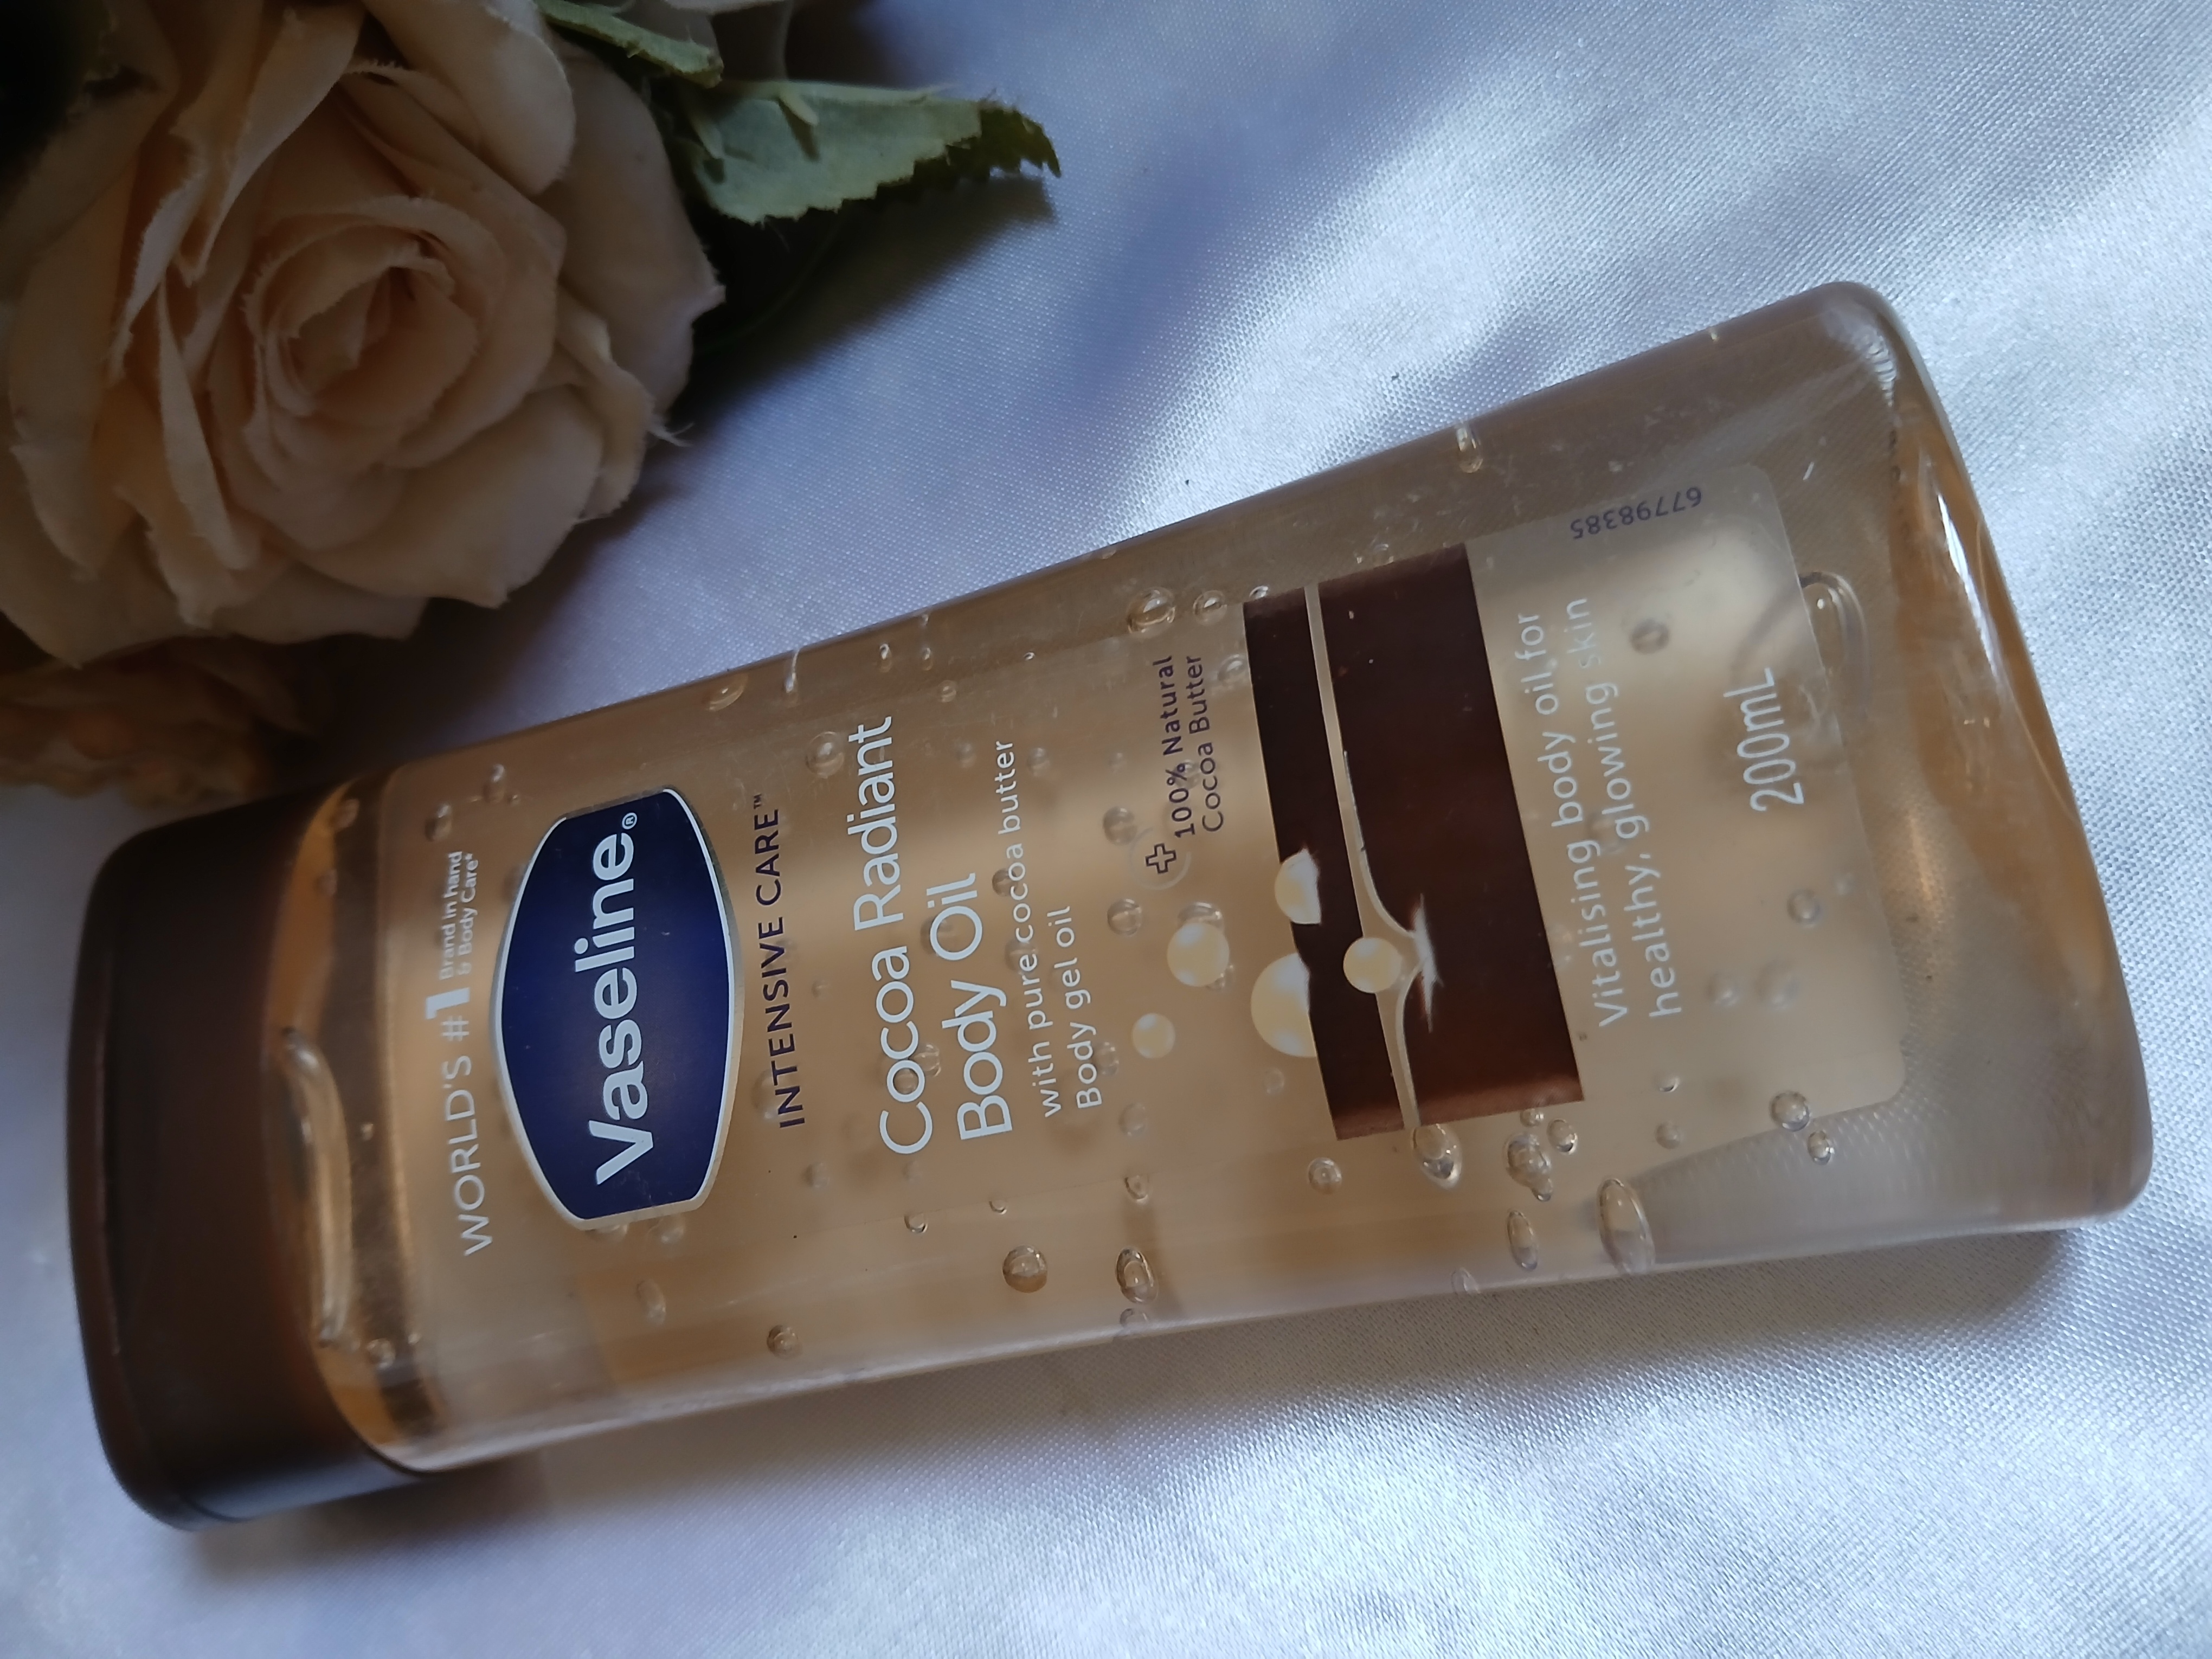 WORLD'S #1 Brand in hand
& Body Care*
Vaseline®
INTENSIVE CARE™
Cocoa Radiant
Body Oil
with pure cocoa butter
Body gel oil
100% Natural
Cocoa Butter
Vitalising body oil for
healthy, glowing skin
200mL
67798385